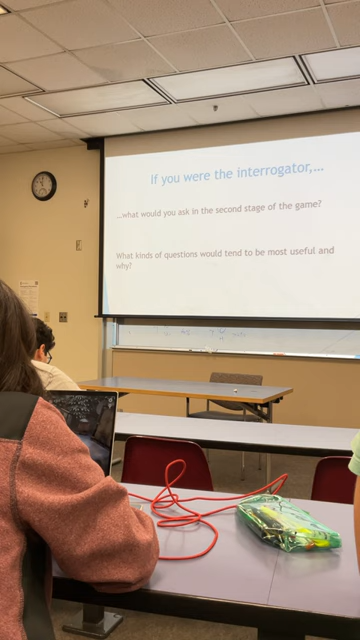 If you were the interrogator,...
...what would you ask in the second stage of the game?
What kinds of questions would tend to be most useful and
why?